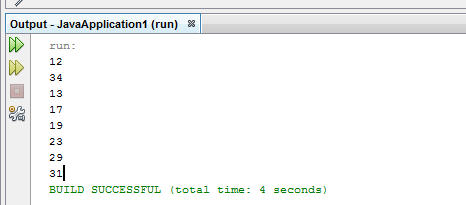 Output - JavaApplication1 (run)
run:
12
34
13
17
19
23
29
31
BUILD SUCCESSFUL (total time: 4 seconds)